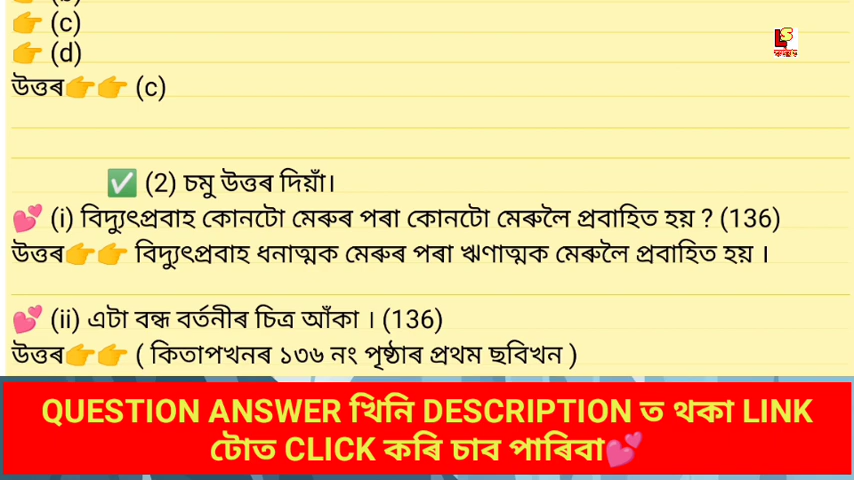 👉 (c)
👉 (d)
উত্তৰ👉👉 (c)
✅ (2) চমু উত্তৰ দিয়াঁ।
💕 (i) বিদ্যুৎপ্ৰবাহ কোনটো মেৰুৰ পৰা কোনটো মেৰুলৈ প্ৰবাহিত হয় ? (136)
উত্তৰ👉👉 বিদ্যুৎপ্ৰবাহ ধনাত্মক মেৰুৰ পৰা ঋণাত্মক মেৰুলৈ প্ৰবাহিত হয় ।
💕 (ii) এটা বন্ধ বৰ্তনীৰ চিত্ৰ আঁকা । (136)
উত্তৰ👉👉 ( কিতাপখনৰ ১৩৬ নং পৃষ্ঠাৰ প্ৰথম ছবিখন )
QUESTION ANSWER খিনি DESCRIPTION ত থকা LINK
টোত CLICK কৰি চাব পাৰিবা💕